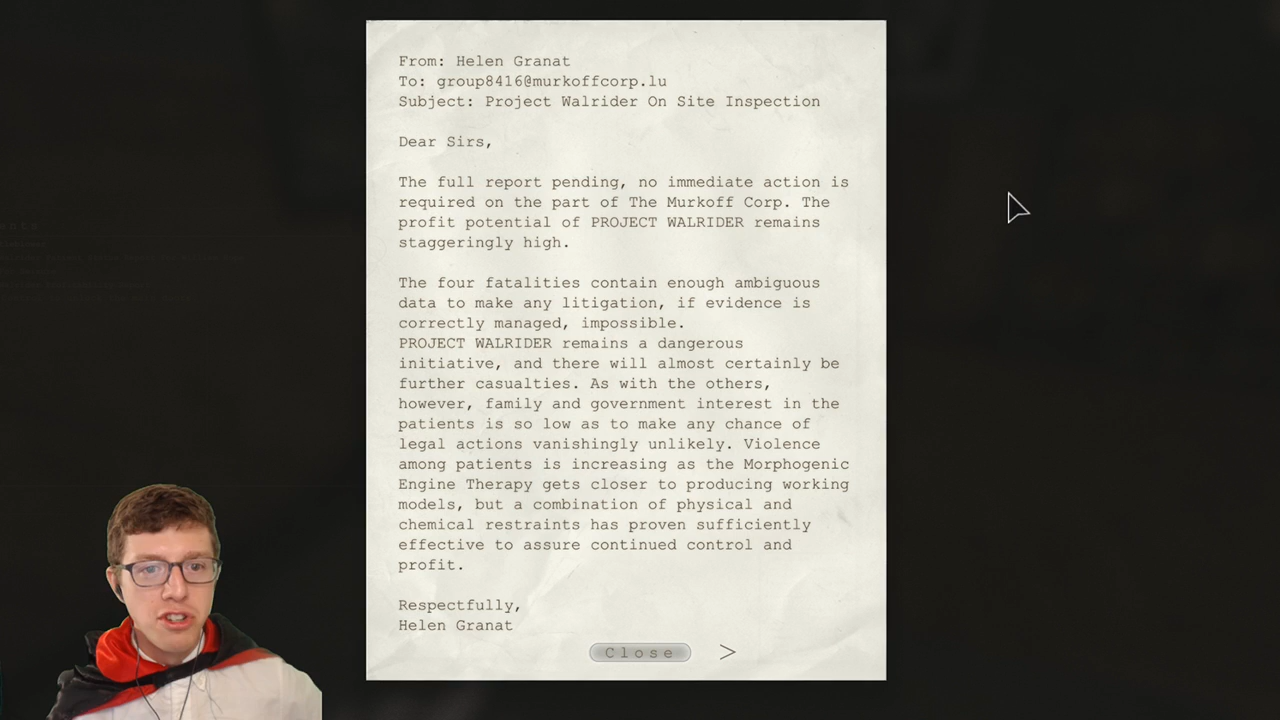 From: Helen Granat
To: group8416@murkoffcorp.lu
Subject: Project Walrider On Site Inspection
Dear Sirs,
The full report pending, no immediate action is
required on the part of The Murkoff Corp. The
profit potential of PROJECT WALRIDER remains
staggeringly high.
The four fatalities contain enough ambiguous
data to make any litigation, if evidence is
correctly managed, impossible.
PROJECT WALRIDER remains a dangerous
initiative, and there will almost certainly be
further casualties. As with the others,
however, family and government interest in the
patients is so low as to make any chance of
legal actions vanishingly unlikely. Violence
among patients is increasing as the Morphogenic
Engine Therapy gets closer to producing working
models, but a combination of physical and
chemical restraints has proven sufficiently
effective to assure continued control and
profit.
Respectfully,
Helen Granat
Close >